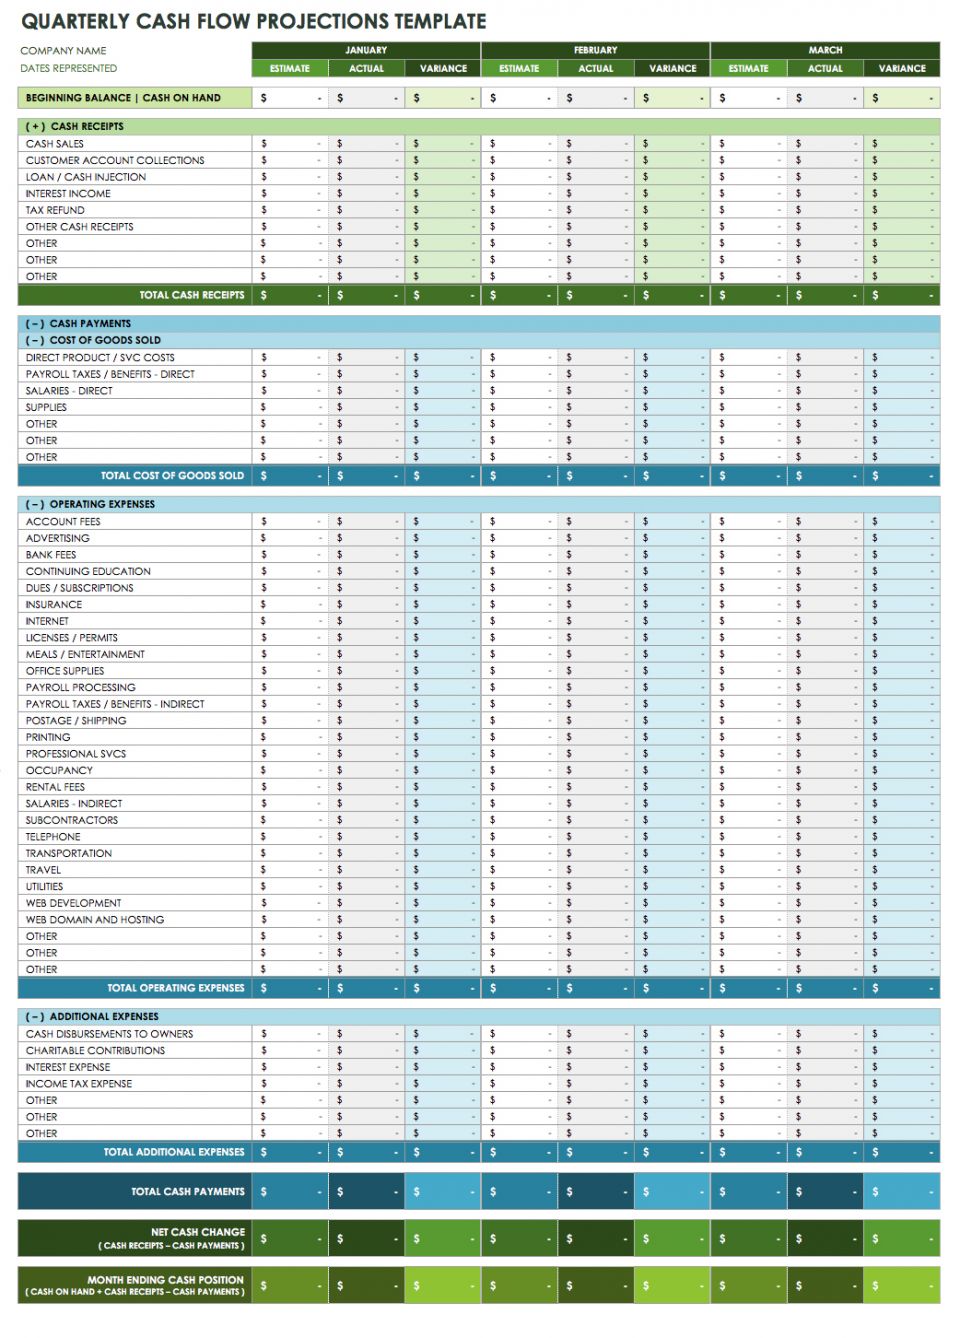 QUARTERLY CASH FLOW PROJECTIONS TEMPLATE
COMPANY NAME JANUARY FEBRUARY MARCH
DATES REPRESENTED ESTIMATE ACTUAL VARIANCE ESTIMATE ACTUAL VARIANCE ESTIMATE ACTUAL VARIANCE
BEGINNING BALANCE | CASH ON HAND $ - $ - $ - $ - $ - $ - $ - $ - $ -
( + ) CASH RECEIPTS
CASH SALES $ - $ - $ - $ - $ - $ - $ - $ - $ -
CUSTOMER ACCOUNT COLLECTIONS $ - $ - $ - $ - $ - $ - $ - $ - $ -
LOAN / CASH INJECTION $ - $ - $ - $ - $ - $ - $ - $ - $ -
INTEREST INCOME $ - $ - $ - $ - $ - $ - $ - $ - $ -
TAX REFUND $ - $ - $ - $ - $ - $ - $ - $ - $ -
OTHER CASH RECEIPTS $ - $ - $ - $ - $ - $ - $ - $ - $ -
OTHER $ - $ - $ - $ - $ - $ - $ - $ - $ -
OTHER $ - $ - $ - $ - $ - $ - $ - $ - $ -
OTHER $ - $ - $ - $ - $ - $ - $ - $ - $ -
TOTAL CASH RECEIPTS $ - $ - $ - $ - $ - $ - $ - $ - $ -
( – ) CASH PAYMENTS
( – ) COST OF GOODS SOLD
DIRECT PRODUCT / SVC COSTS $ - $ - $ - $ - $ - $ - $ - $ - $ -
PAYROLL TAXES / BENEFITS - DIRECT $ - $ - $ - $ - $ - $ - $ - $ - $ -
SALARIES - DIRECT $ - $ - $ - $ - $ - $ - $ - $ - $ -
SUPPLIES $ - $ - $ - $ - $ - $ - $ - $ - $ -
OTHER $ - $ - $ - $ - $ - $ - $ - $ - $ -
OTHER $ - $ - $ - $ - $ - $ - $ - $ - $ -
OTHER $ - $ - $ - $ - $ - $ - $ - $ - $ -
TOTAL COST OF GOODS SOLD $ - $ - $ - $ - $ - $ - $ - $ - $ -
( – ) OPERATING EXPENSES
ACCOUNT FEES $ - $ - $ - $ - $ - $ - $ - $ - $ -
ADVERTISING $ - $ - $ - $ - $ - $ - $ - $ - $ -
BANK FEES $ - $ - $ - $ - $ - $ - $ - $ - $ -
CONTINUING EDUCATION $ - $ - $ - $ - $ - $ - $ - $ - $ -
DUES / SUBSCRIPTIONS $ - $ - $ - $ - $ - $ - $ - $ - $ -
INSURANCE $ - $ - $ - $ - $ - $ - $ - $ - $ -
INTERNET $ - $ - $ - $ - $ - $ - $ - $ - $ -
LICENSES / PERMITS $ - $ - $ - $ - $ - $ - $ - $ - $ -
MEALS / ENTERTAINMENT $ - $ - $ - $ - $ - $ - $ - $ - $ -
OFFICE SUPPLIES $ - $ - $ - $ - $ - $ - $ - $ - $ -
PAYROLL PROCESSING $ - $ - $ - $ - $ - $ - $ - $ - $ -
PAYROLL TAXES / BENEFITS - INDIRECT $ - $ - $ - $ - $ - $ - $ - $ - $ -
POSTAGE / SHIPPING $ - $ - $ - $ - $ - $ - $ - $ - $ -
PRINTING $ - $ - $ - $ - $ - $ - $ - $ - $ -
PROFESSIONAL SVCS $ - $ - $ - $ - $ - $ - $ - $ - $ -
OCCUPANCY $ - $ - $ - $ - $ - $ - $ - $ - $ -
RENTAL FEES $ - $ - $ - $ - $ - $ - $ - $ - $ -
SALARIES - INDIRECT $ - $ - $ - $ - $ - $ - $ - $ - $ -
SUBCONTRACTORS $ - $ - $ - $ - $ - $ - $ - $ - $ -
TELEPHONE $ - $ - $ - $ - $ - $ - $ - $ - $ -
TRANSPORTATION $ - $ - $ - $ - $ - $ - $ - $ - $ -
TRAVEL $ - $ - $ - $ - $ - $ - $ - $ - $ -
UTILITIES $ - $ - $ - $ - $ - $ - $ - $ - $ -
WEB DEVELOPMENT $ - $ - $ - $ - $ - $ - $ - $ - $ -
WEB DOMAIN AND HOSTING $ - $ - $ - $ - $ - $ - $ - $ - $ -
OTHER $ - $ - $ - $ - $ - $ - $ - $ - $ -
OTHER $ - $ - $ - $ - $ - $ - $ - $ - $ -
OTHER $ - $ - $ - $ - $ - $ - $ - $ - $ -
TOTAL OPERATING EXPENSES $ - $ - $ - $ - $ - $ - $ - $ - $ -
( – ) ADDITIONAL EXPENSES
CASH DISBURSEMENTS TO OWNERS $ - $ - $ - $ - $ - $ - $ - $ - $ -
CHARITABLE CONTRIBUTIONS $ - $ - $ - $ - $ - $ - $ - $ - $ -
INTEREST EXPENSE $ - $ - $ - $ - $ - $ - $ - $ - $ -
INCOME TAX EXPENSE $ - $ - $ - $ - $ - $ - $ - $ - $ -
OTHER $ - $ - $ - $ - $ - $ - $ - $ - $ -
OTHER $ - $ - $ - $ - $ - $ - $ - $ - $ -
OTHER $ - $ - $ - $ - $ - $ - $ - $ - $ -
TOTAL ADDITIONAL EXPENSES $ - $ - $ - $ - $ - $ - $ - $ - $ -
TOTAL CASH PAYMENTS $ - $ - $ - $ - $ - $ - $ - $ - $ -
NET CASH CHANGE $ - $ - $ - $ - $ - $ - $ - $ - $ -
( CASH RECEIPTS – CASH PAYMENTS )
MONTH ENDING CASH POSITION $ - $ - $ - $ - $ - $ - $ - $ - $ -
( CASH ON HAND + CASH RECEIPTS – CASH PAYMENTS )